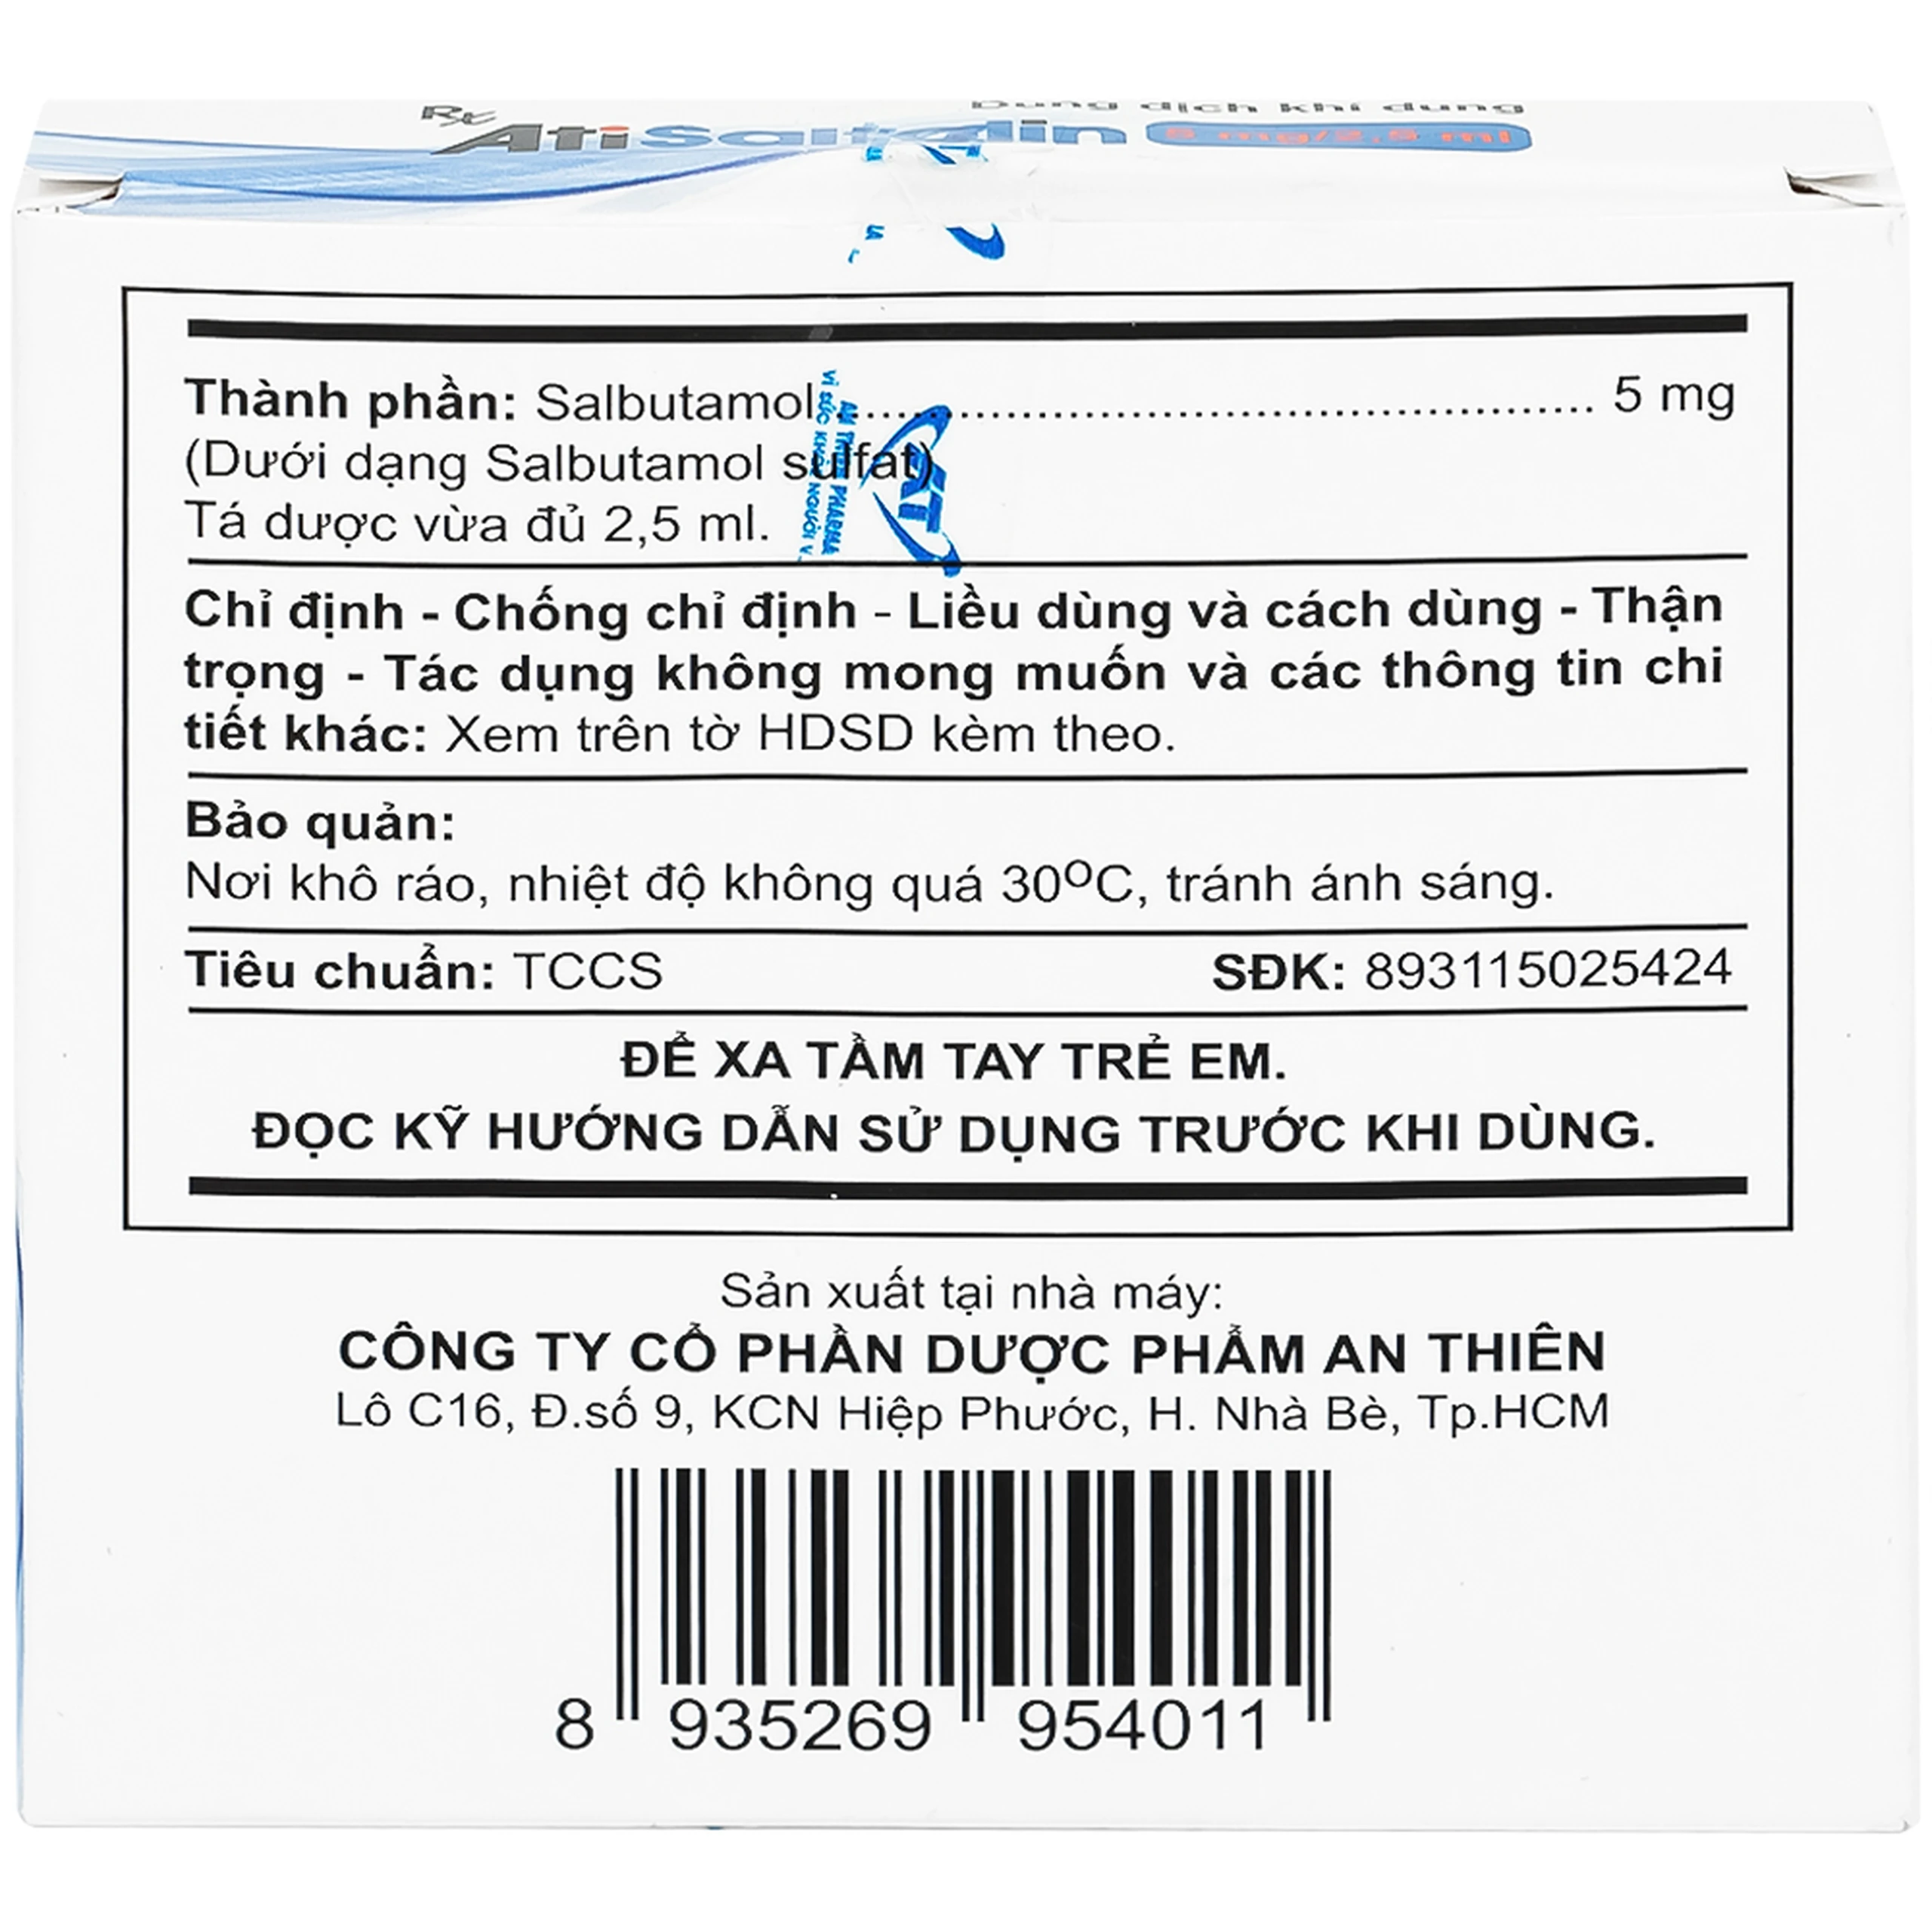 Dung dịch khí dung
Rx AtiSaltolin 5 mg/2,5 ml
Thành phần: Salbutamol.......................................................... 5 mg
(Dưới dạng Salbutamol sulfat)
Tá dược vừa đủ 2,5 ml.
AT
PHARMA
Chỉ định - Chống chỉ định - Liều dùng và cách dùng - Thận
trọng - Tác dụng không mong muốn và các thông tin chi
tiết khác: Xem trên tờ HDSD kèm theo.
Bảo quản:
Nơi khô ráo, nhiệt độ không quá 30ºC, tránh ánh sáng.
Tiêu chuẩn: TCCS SĐK: 893115025424
ĐỂ XA TẦM TAY TRẺ EM.
ĐỌC KỸ HƯỚNG DẪN SỬ DỤNG TRƯỚC KHI DÙNG.
Sản xuất tại nhà máy:
CÔNG TY CỔ PHẦN DƯỢC PHẨM AN THIÊN
Lô C16, Đ.số 9, KCN Hiệp Phước, H. Nhà Bè, Tp.HCM
8 935269 954011